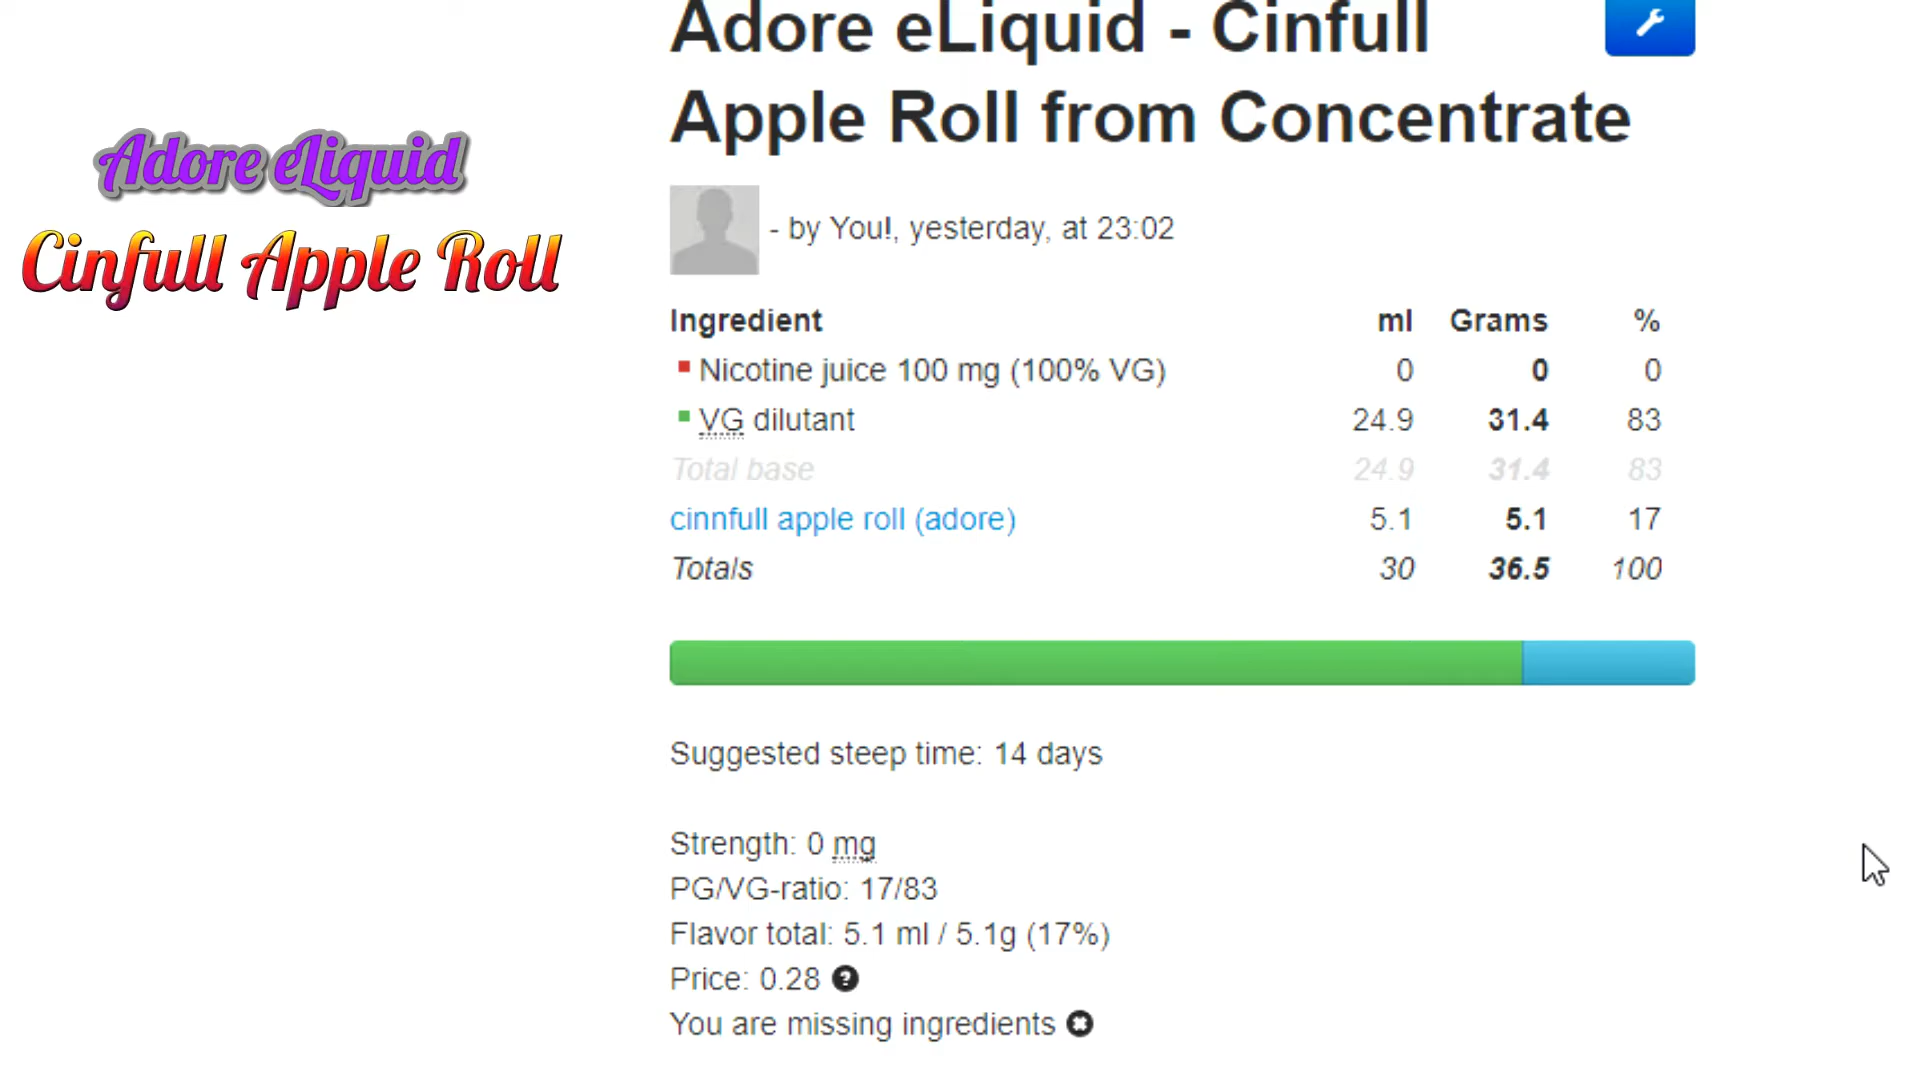 Adore eLiquid - Cinfull
Apple Roll from Concentrate
Adore eLiquid
Cinfull Apple Roll
- by You!, yesterday, at 23:02
Ingredient ml Grams %
Nicotine juice 100 mg (100% VG) 0 0 0
VG dilutant 24.9 31.4 83
Total base 24.9 31.4 83
cinnfull apple roll (adore) 5.1 5.1 17
Totals 30 36.5 100
Suggested steep time: 14 days
Strength: 0 mg
PG/VG-ratio: 17/83
Flavor total: 5.1 ml / 5.1g (17%)
Price: 0.28 ?
You are missing ingredients